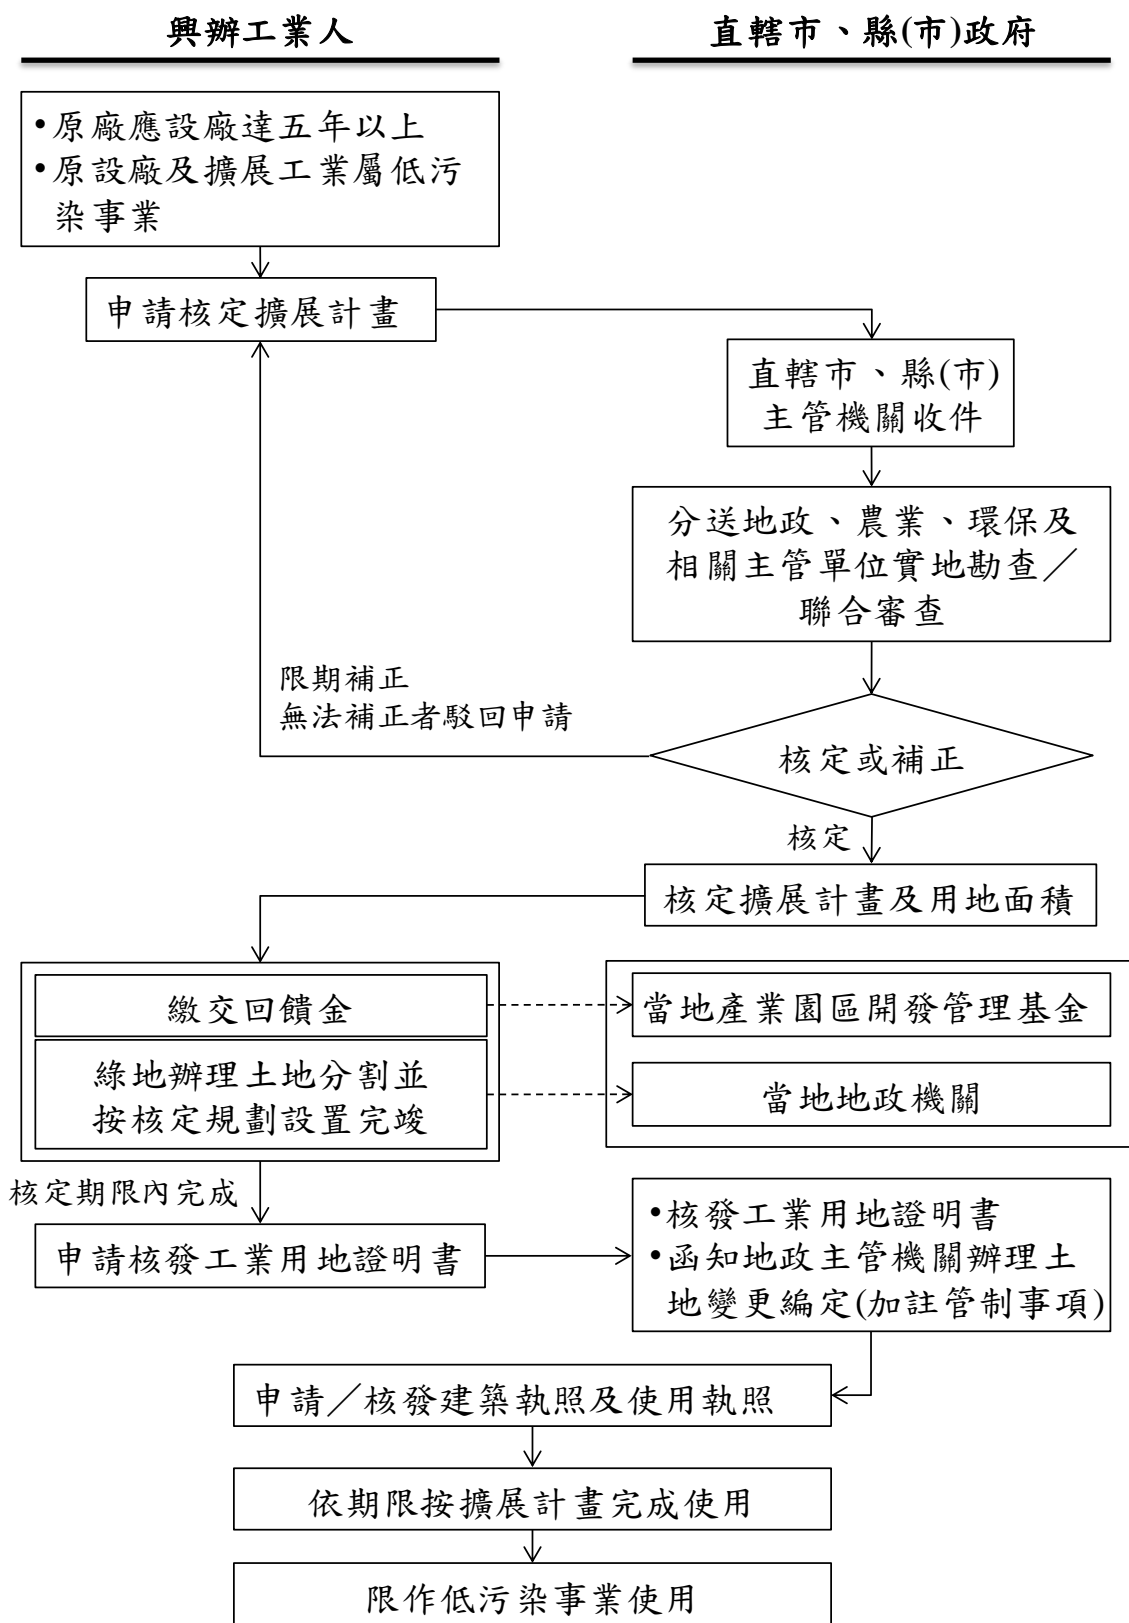 興辦工業人
直轄市、縣(市)政府
•原廠應設廠達五年以上
•原設廠及擴展工業屬低污
染事業
申請核定擴展計畫
直轄市、縣(市)
主管機關收件
分送地政、農業、環保及
相關主管單位實地勘查／
聯合審查
限期補正
無法補正者駁回申請
核定或補正
核定
核定擴展計畫及用地面積
繳交回饋金
當地產業園區開發管理基金
綠地辦理土地分割並
按核定規劃設置完竣
當地地政機關
核定期限內完成
申請核發工業用地證明書
•核發工業用地證明書
•函知地政主管機關辦理土
地變更編定(加註管制事項)
申請／核發建築執照及使用執照
依期限按擴展計畫完成使用
限作低污染事業使用